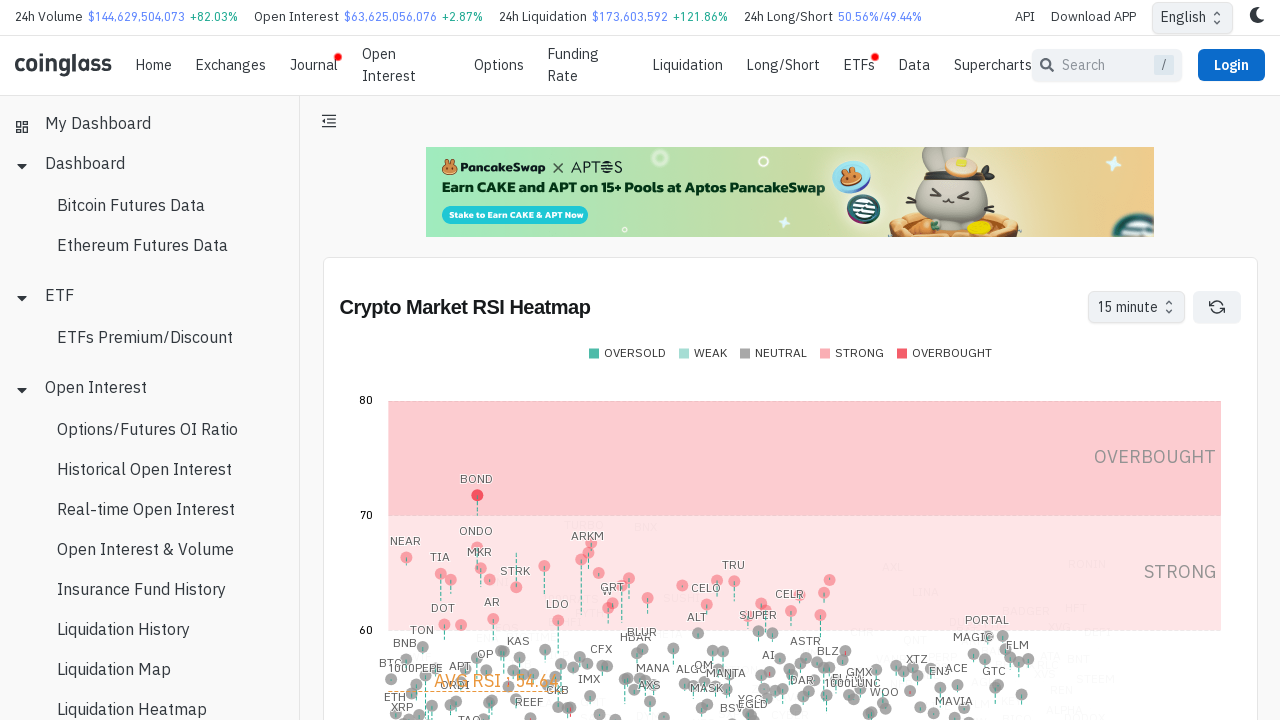 24h Volume $144,629,504,073 +82.03% Open Interest $63,625,056,076 +2.87% 24h Liquidation $173,603,592 +121.86% 24h Long/Short 50.56%/49.44% API Download APP English
coinglass Home Exchanges Journal Open Interest Options Funding Rate Liquidation Long/Short ETFs Data Supercharts Search / Login
My Dashboard
Dashboard
Bitcoin Futures Data
Ethereum Futures Data
ETF
ETFs Premium/Discount
Open Interest
Options/Futures OI Ratio
Historical Open Interest
Real-time Open Interest
Open Interest & Volume
Insurance Fund History
Liquidation History
Liquidation Map
Liquidation Heatmap
PancakeSwap × APTOS
Earn CAKE and APT on 15+ Pools at Aptos PancakeSwap
Stake to Earn CAKE & APT Now
Crypto Market RSI Heatmap 15 minute
OVERSOLD WEAK NEUTRAL STRONG OVERBOUGHT
80
OVERBOUGHT
BOND
70
ONDO
ARKM
NEAR
MKR
TIA
TRU
STRK
STRONG
GRT
CELO
CELR
AR
LDO
DOT
ALT
SUPER
PORTAL
60
TON
BLUR
HBAR
MAGIC
BNB
KAS
ASTR
FLM
CFX
BLZ
OP
AI
XTZ
1000PEPE
APT
MANA
OM
MANTA
GMX
ACE
ENJ
GTC
AVG RSI : 54.64
IMX
AXS
DAR
1000LUNC
ORDI
CKB
MASK
WOO
ETH
REEF
EGLD
MAVIA
XRP
BSV